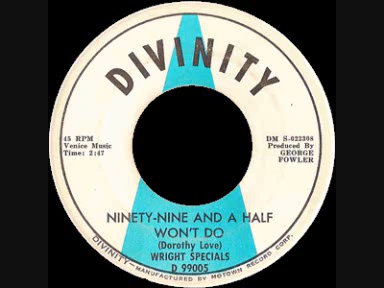 DIVINITY
45 RPM
Venice Music
Time: 2:47
DM S-022308
Produced By
GEORGE
FOWLER
NINETY-NINE AND A HALF
WON'T DO
(Dorothy Love)
WRIGHT SPECIALS
D 99005
DIVINITY-MANUFACTURED BY MOTOWN RECORD CORP.